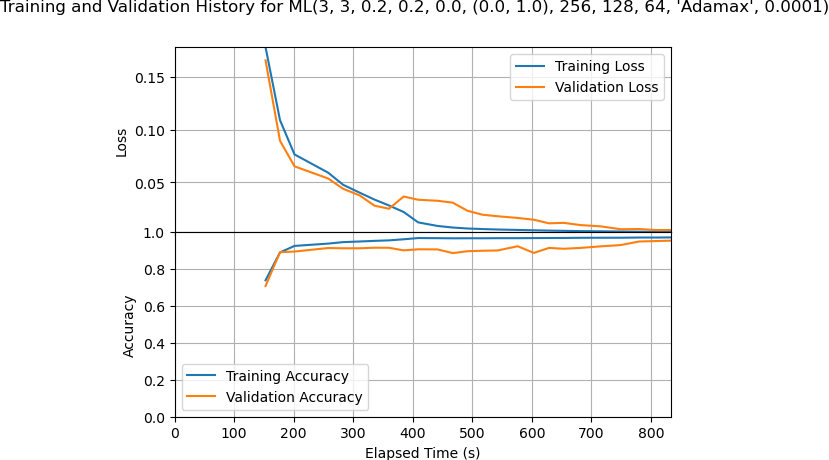 Training and Validation History for ML(3, 3, 0.2, 0.2, 0.0, (0.0, 1.0), 256, 128, 64, 'Adamax', 0.0001)
Training Loss
Validation Loss
0.15
0.10
0.05
Loss
1.0
0.8
0.6
0.4
0.2
0.0
Accuracy
Training Accuracy
Validation Accuracy
0 100 200 300 400 500 600 700 800
Elapsed Time (s)